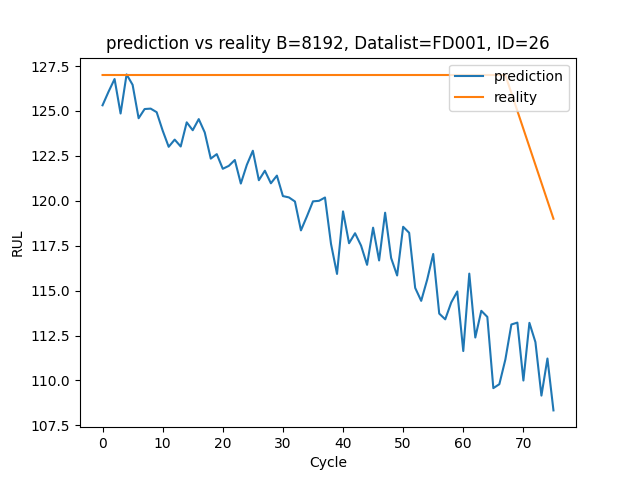 prediction vs reality B=8192, Datalist=FD001, ID=26
127.5
125.0
122.5
120.0
117.5
115.0
112.5
110.0
107.5
RUL
prediction
reality
0 10 20 30 40 50 60 70
Cycle